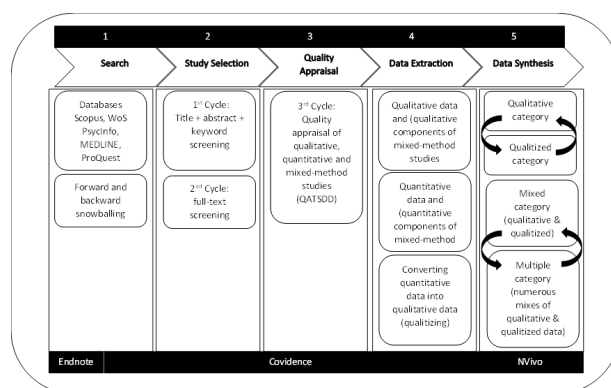 1 2 3 4 5
Search
Study Selection
Quality
Appraisal
Data Extraction
Data Synthesis
Databases
Scopus, WoS
PsycInfo,
MEDLINE,
ProQuest
Forward and
backward
snowballing
1st Cycle:
Title + abstract +
keyword
screening
2nd Cycle:
full-text
screening
3rd Cycle:
Quality
appraisal of
qualitative,
quantitative and
mixed-method
studies
(QATSDD)
Qualitative data
and (qualitative
components of
mixed-method
studies
Quantitative
data and
(quantitative
components of
mixed-method
Converting
quantitative
data into
qualitative data
(qualitizing)
Qualitative
category
Qualitized
category
Mixed
category
(qualitative &
qualitized)
Multiple
category
(numerous
mixes of
qualitative &
qualitized data)
Endnote
Covidence
NVivo